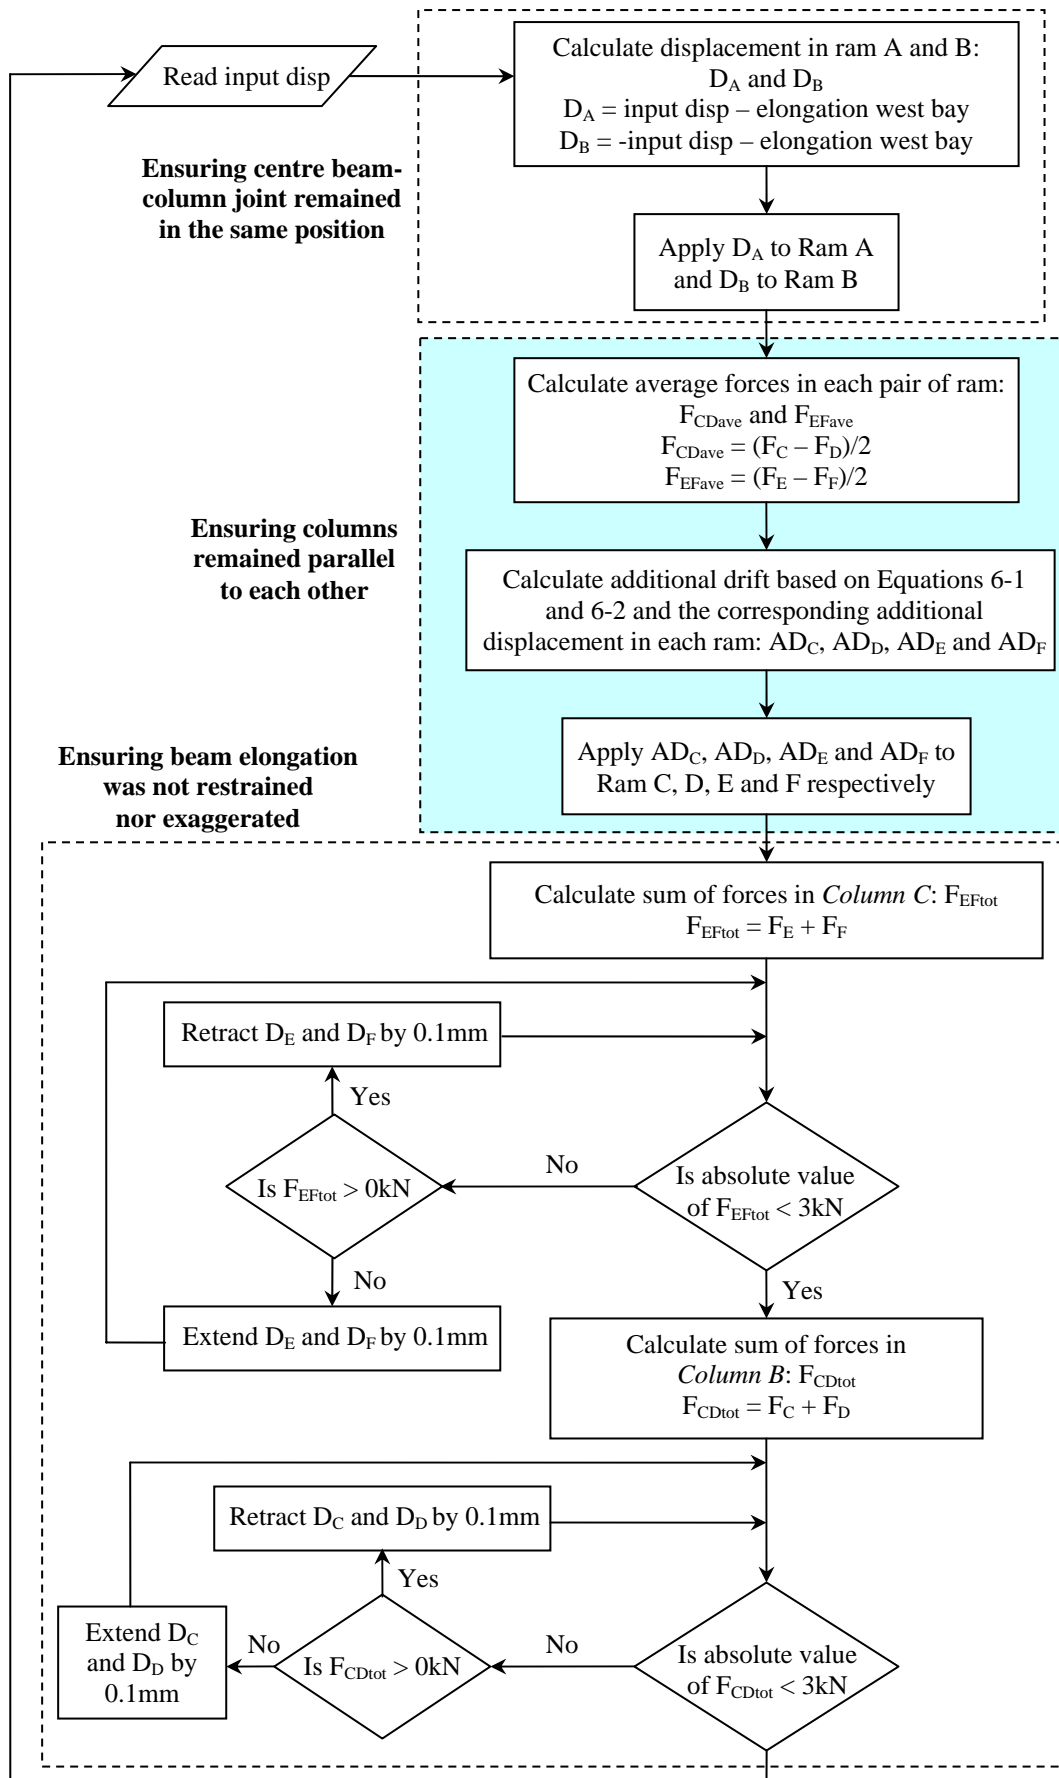 Read input disp
Calculate displacement in ram A and B:
D_A and D_B
D_A = input disp – elongation west bay
D_B = -input disp – elongation west bay
Ensuring centre beam-
column joint remained
in the same position
Apply D_A to Ram A
and D_B to Ram B
Calculate average forces in each pair of ram:
F_CDave and F_EFave
F_CDave = (F_C – F_D)/2
F_EFave = (F_E – F_F)/2
Ensuring columns
remained parallel
to each other
Calculate additional drift based on Equations 6-1
and 6-2 and the corresponding additional
displacement in each ram: AD_C, AD_D, AD_E and AD_F
Apply AD_C, AD_D, AD_E and AD_F to
Ram C, D, E and F respectively
Ensuring beam elongation
was not restrained
nor exaggerated
Calculate sum of forces in Column C: F_EFtot
F_EFtot = F_E + F_F
Retract D_E and D_F by 0.1mm
Yes
Is F_EFtot > 0kN
No
Is absolute value
of F_EFtot < 3kN
No
Yes
Extend D_E and D_F by 0.1mm
Calculate sum of forces in
Column B: F_CDtot
F_CDtot = F_C + F_D
Retract D_C and D_D by 0.1mm
Yes
Extend D_C
and D_D by
0.1mm
No
Is F_CDtot > 0kN
No
Is absolute value
of F_CDtot < 3kN